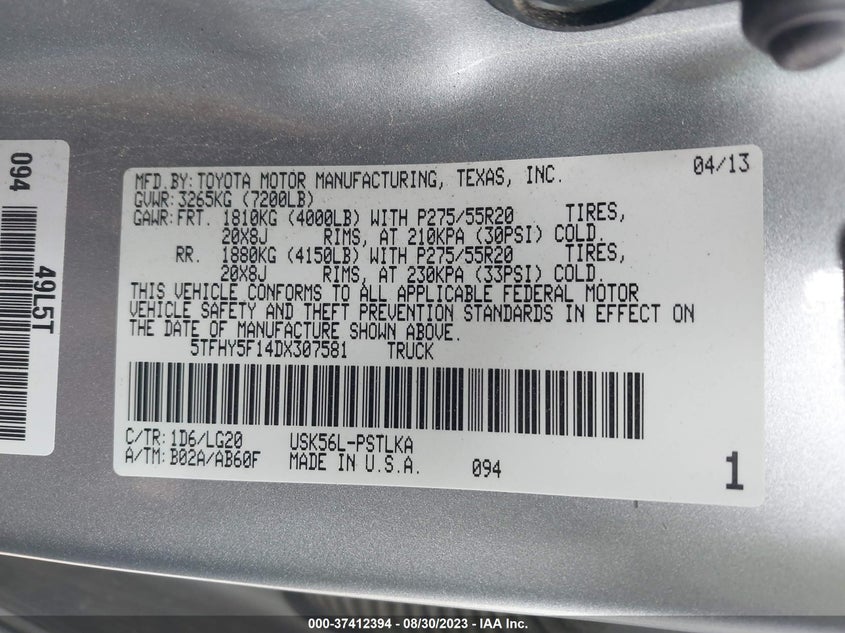 094
49L5T
04/13
MFD.BY:TOYOTA MOTOR MANUFACTURING, TEXAS, INC.
GVWR:3265KG (7200LB)
GAWR:FRT. 1810KG (4000LB) WITH P275/55R20 TIRES,
20X8J RIMS, AT 210KPA (30PSI) COLD.
RR. 1880KG (4150LB) WITH P275/55R20 TIRES,
20X8J RIMS, AT 230KPA (33PSI) COLD.
THIS VEHICLE CONFORMS TO ALL APPLICABLE FEDERAL MOTOR
VEHICLE SAFETY AND THEFT PREVENTION STANDARDS IN EFFECT ON
THE DATE OF MANUFACTURE SHOWN ABOVE.
5TFHY5F14DX307581 TRUCK
C/TR:1D6/LG20 USK56L-PSTLKA
A/TM:B02A/AB60F MADE IN U.S.A. 094
1
000-37412394 - 08/30/2023 - IAA Inc.